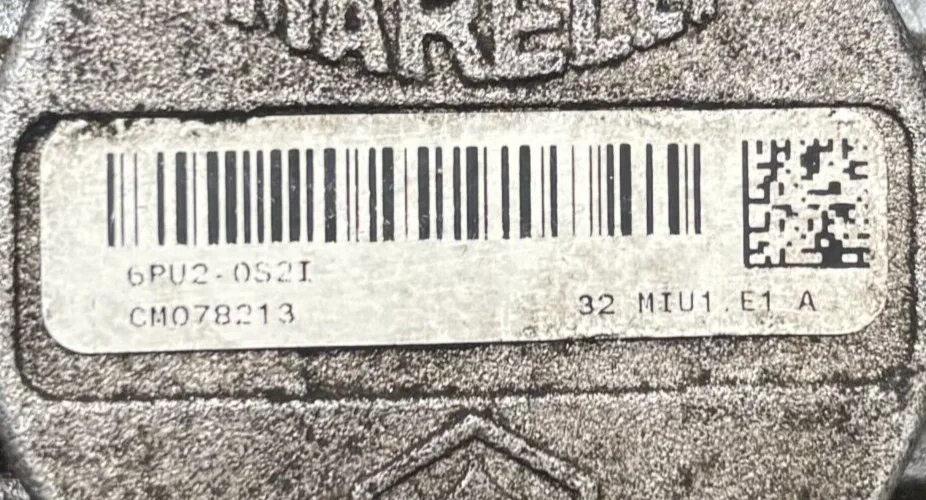 MARELLI
6PU2-0S2I
CM078213
32 MIU1.E1 A